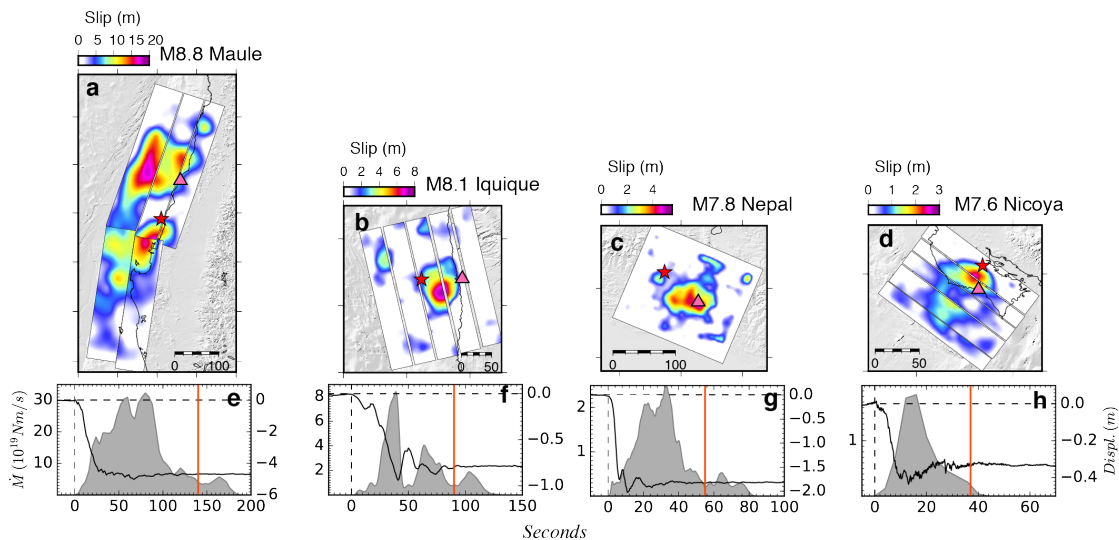 Slip (m)
0 5 10 15 20
M8.8 Maule
a
0 100
Slip (m)
0 2 4 6 8
M8.1 Iquique
b
0 50
Slip (m)
0 2 4
M7.8 Nepal
c
0 100
Slip (m)
0 1 2 3
M7.6 Nicoya
d
0 50
e
30
20
10
0
−2
−4
−6
0 50 100 150 200
Ṁ (10¹⁹Nm/s)
f
8
6
4
2
0.0
−0.5
−1.0
0 50 100 150
g
2
1
0.0
−0.5
−1.0
−1.5
−2.0
0 20 40 60 80 100
h
1
0.0
−0.2
−0.4
0 20 40 60
Displ.(m)
Seconds